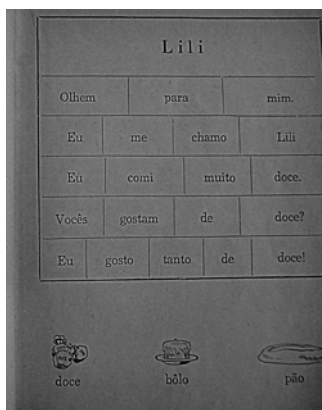 Lili
Olhem para mim.
Eu me chamo Lili
Eu comi muito doce.
Vocês gostam de doce?
Eu gosto tanto de doce!
doce bôlo pão